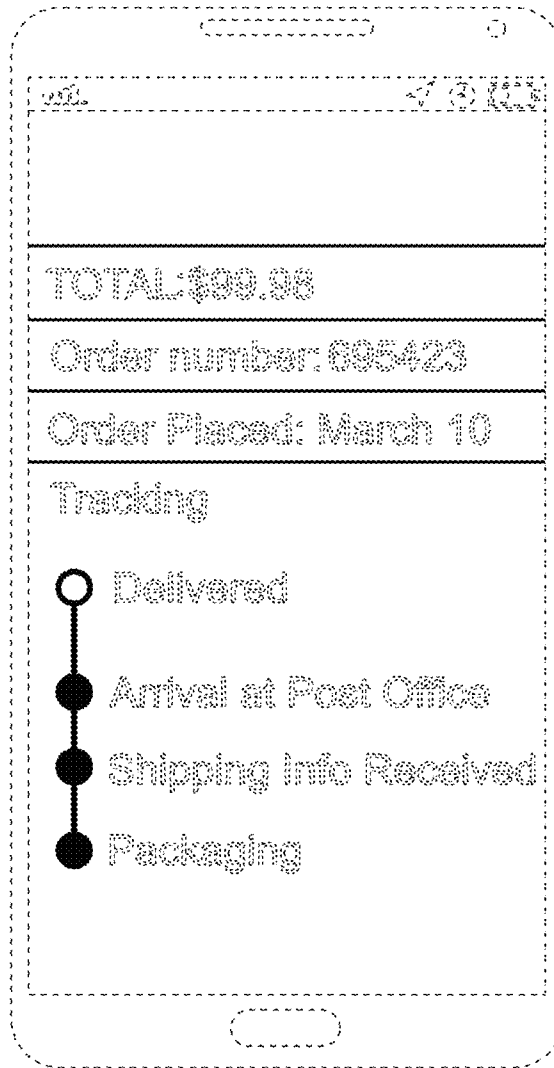 TOTAL:$99.98
Order number: 695423
Order Placed: March 10
Tracking
Delivered
Arrival at Post Office
Shipping Info Received
Packaging